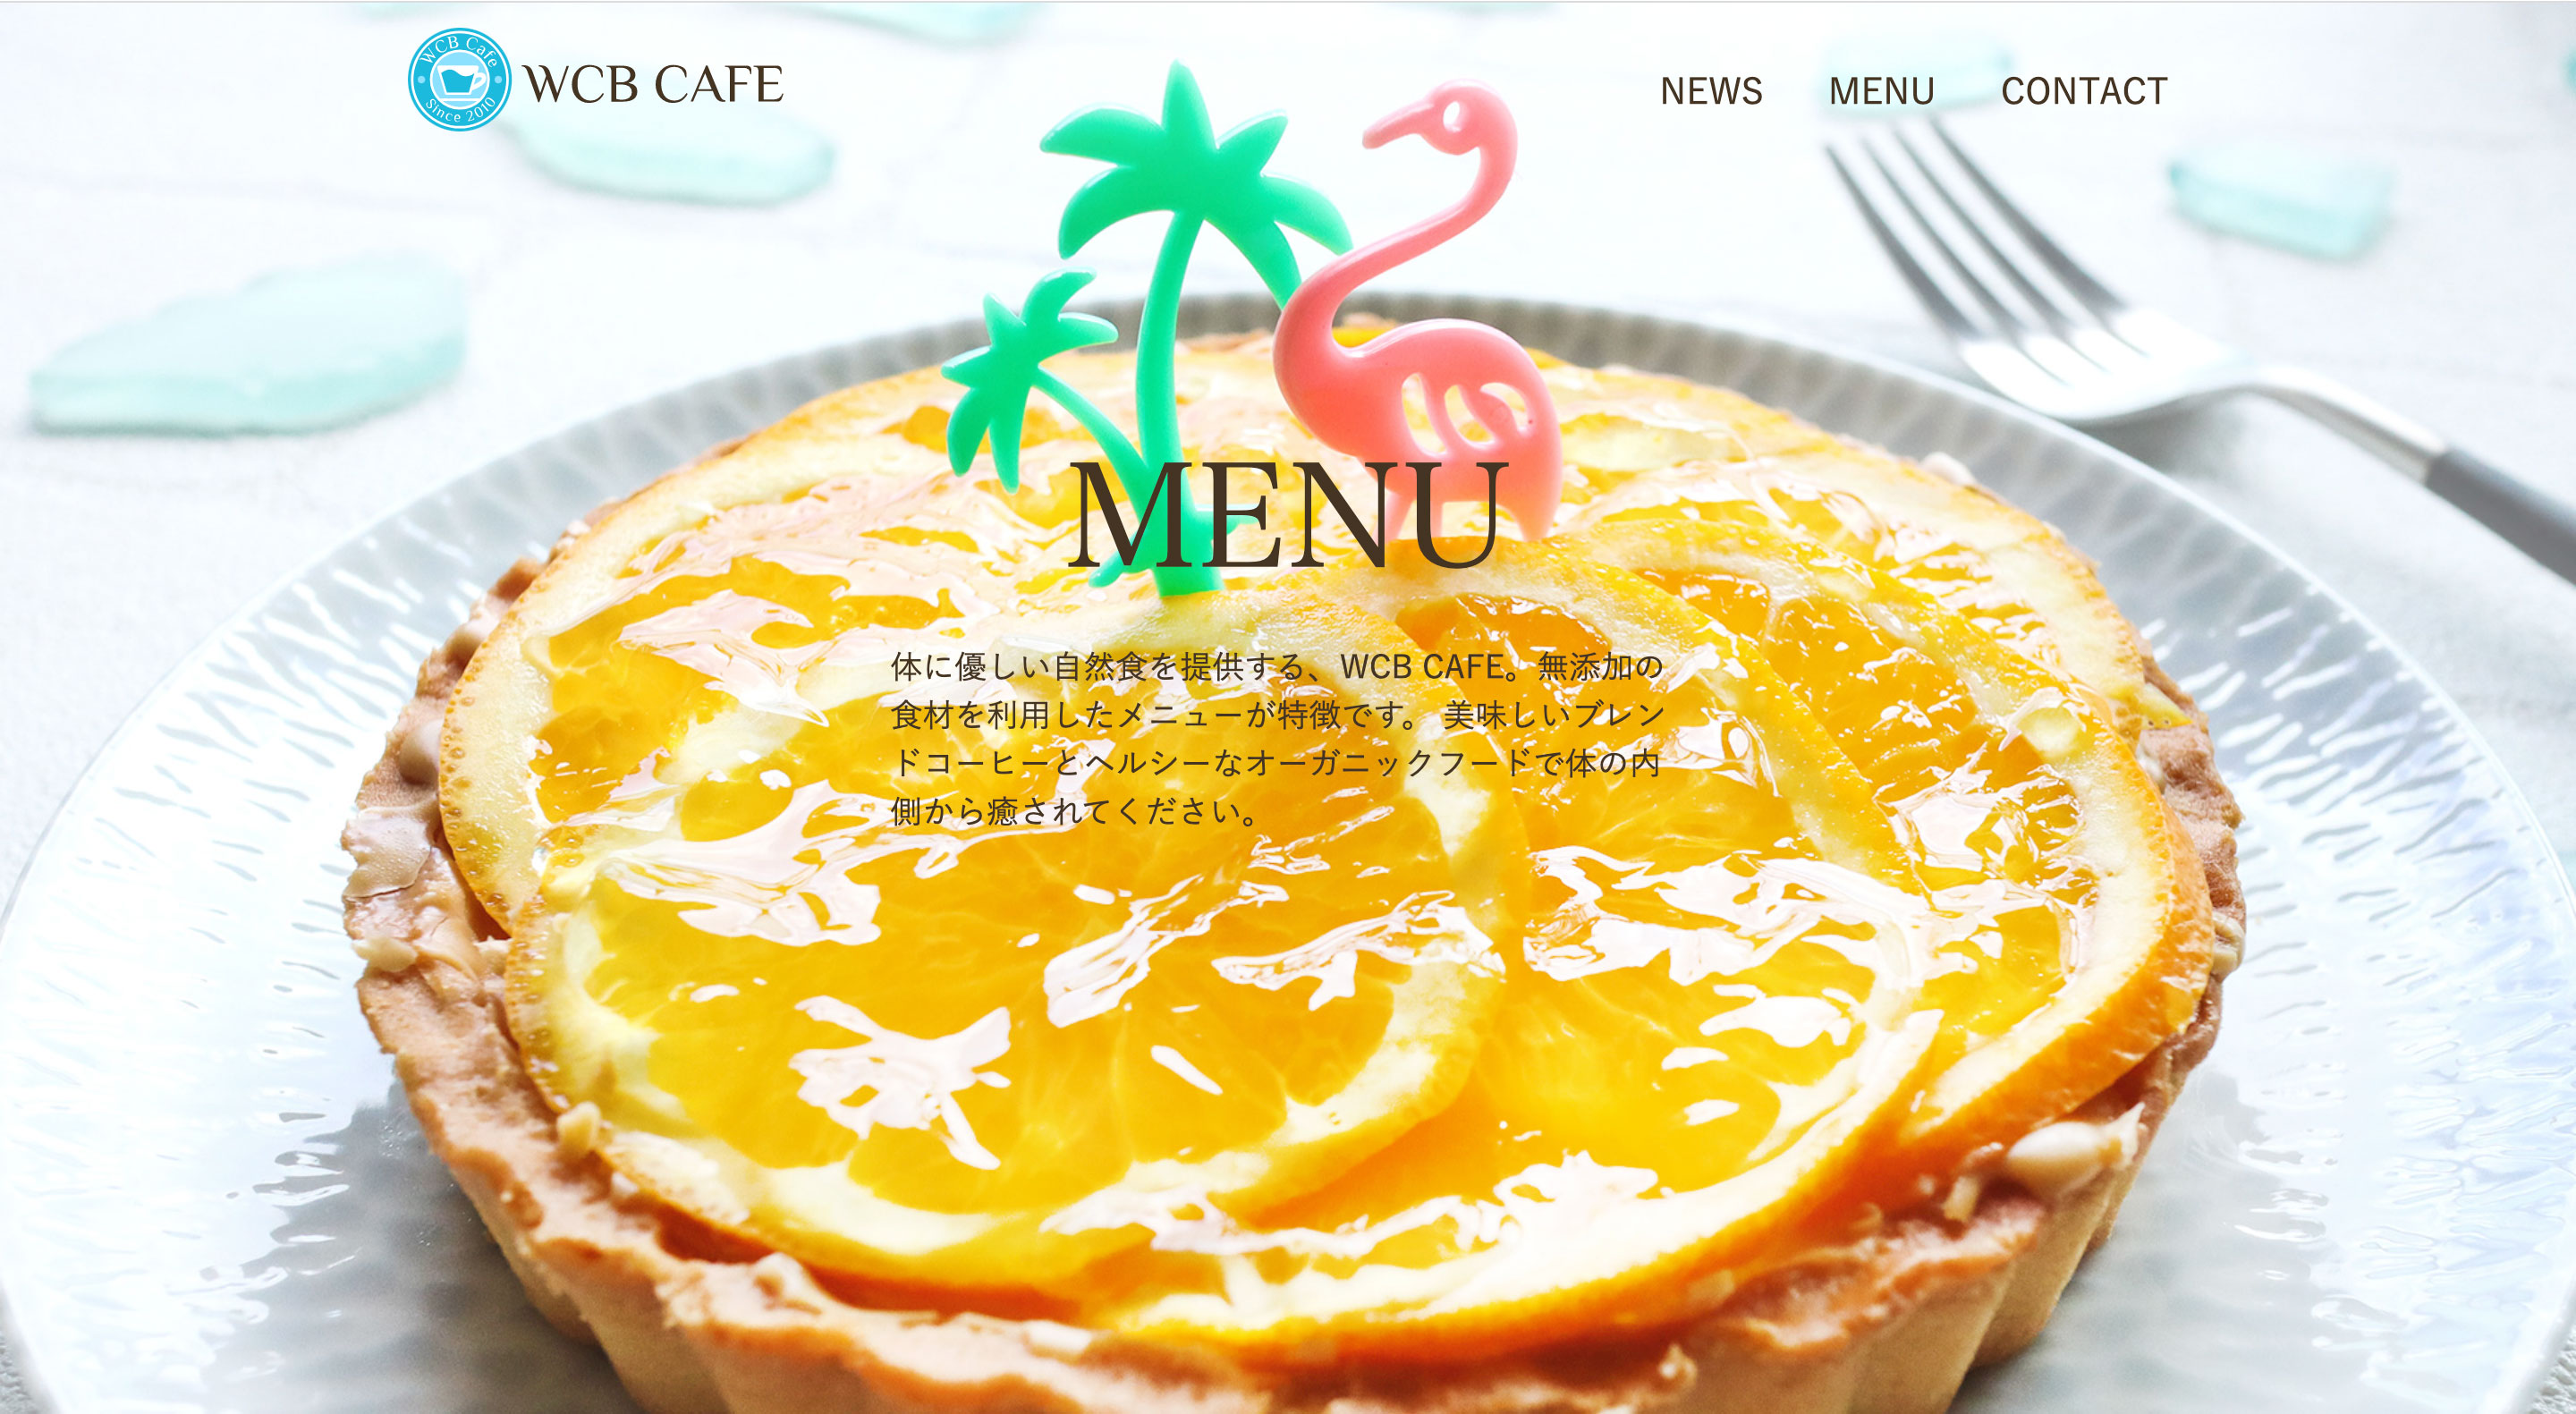 WCB Cafe
Since 2010
WCB CAFE
NEWS
MENU
CONTACT
MENU
体に優しい自然食を提供する、WCB CAFE。無添加の
食材を利用したメニューが特徴です。 美味しいブレン
ドコーヒーとヘルシーなオーガニックフードで体の内
側から癒されてください。